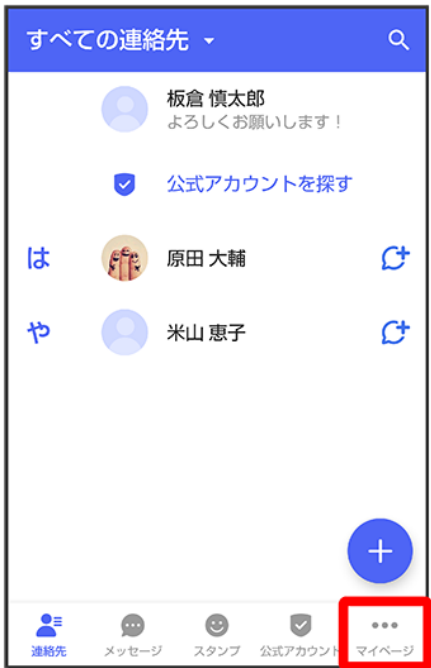 すべての連絡先
板倉 慎太郎
よろしくお願いします！
公式アカウントを探す
は
原田 大輔
や
米山 恵子
連絡先
メッセージ
スタンプ
公式アカウント
マイページ